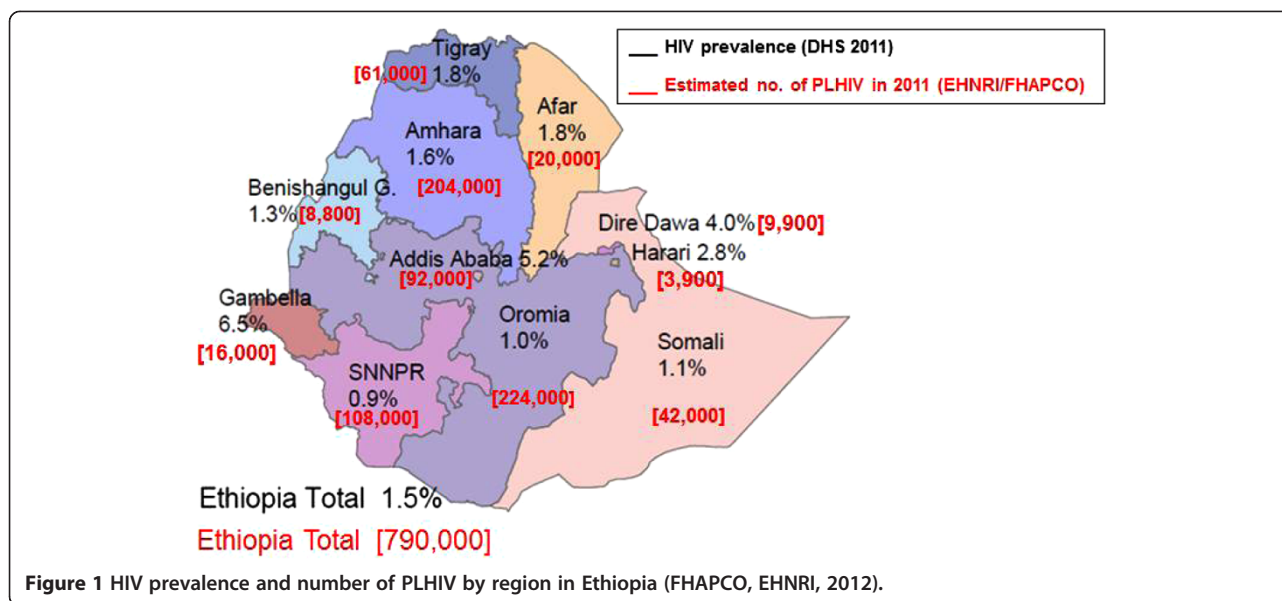 HIV prevalence (DHS 2011)
Estimated no. of PLHIV in 2011 (EHNRI/FHAPCO)
Tigray
[61,000] 1.8%
Afar
1.8%
[20,000]
Amhara
1.6%
[204,000]
Benishangul G.
1.3% [8,800]
Dire Dawa 4.0% [9,900]
Harari 2.8%
[3,900]
Addis Ababa 5.2%
[92,000]
Gambella
6.5%
[16,000]
Oromia
1.0%
[224,000]
Somali
1.1%
[42,000]
SNNPR
0.9%
[108,000]
Ethiopia Total 1.5%
Ethiopia Total [790,000]
Figure 1 HIV prevalence and number of PLHIV by region in Ethiopia (FHAPCO, EHNRI, 2012).